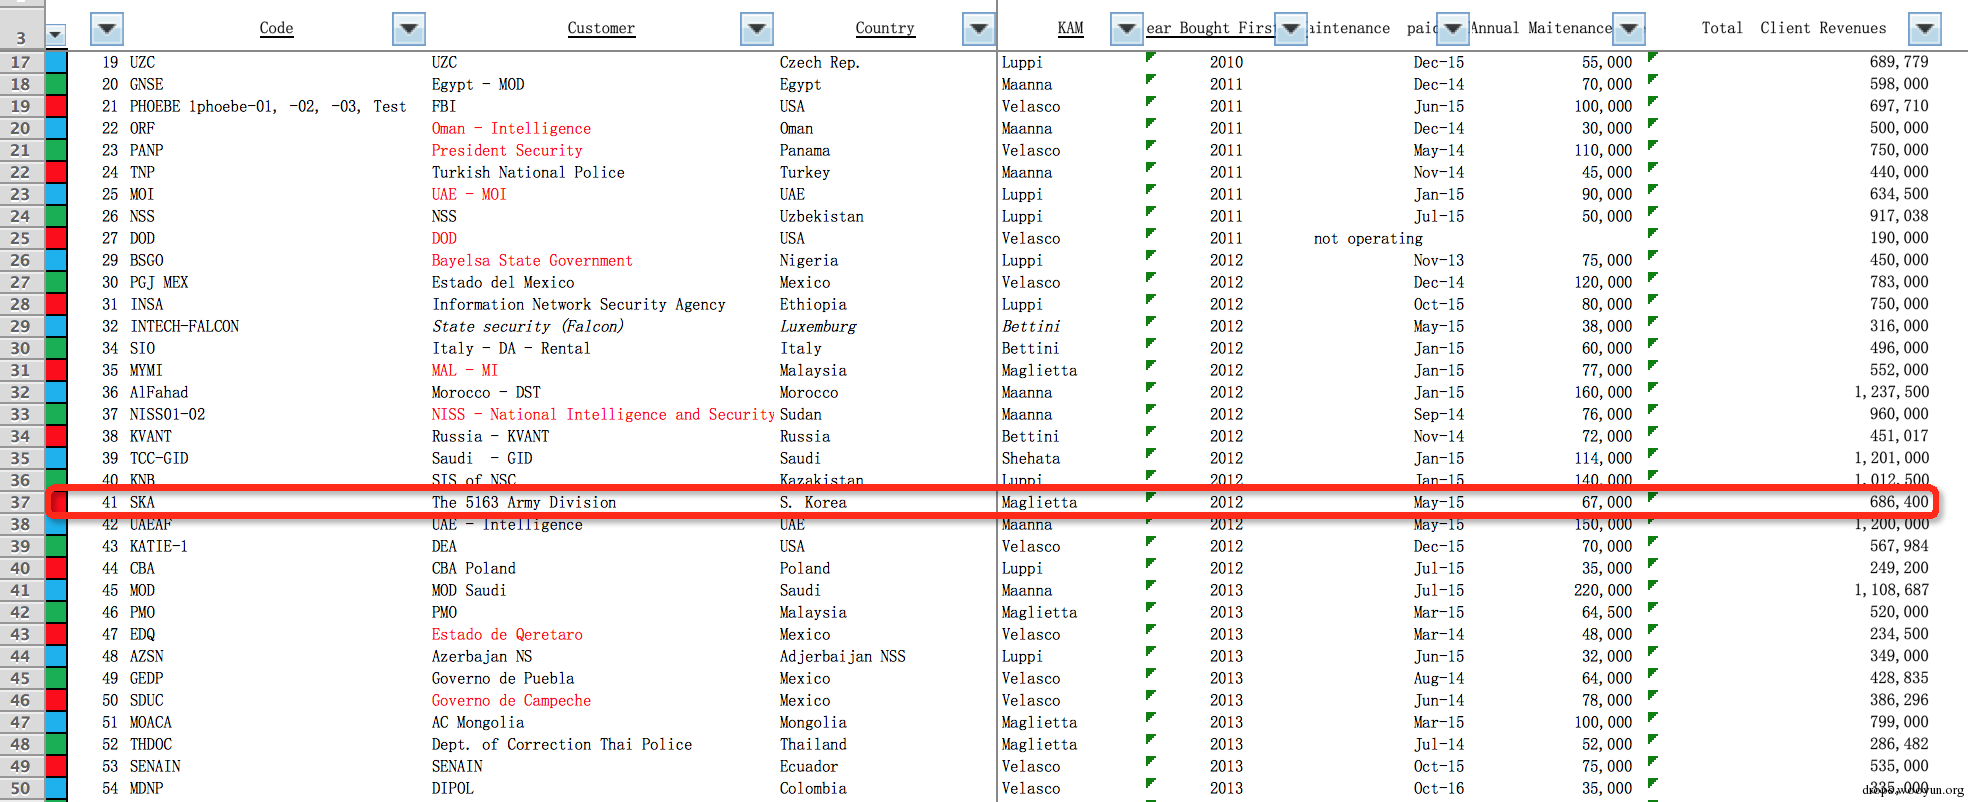 3 Code Customer Country KAM ear Bought Firs aintenance paid Annual Maitenance Total Client Revenues
17 19 UZC UZC Czech Rep. Luppi 2010 Dec-15 55,000 689,779
18 20 GNSE Egypt - MOD Egypt Maanna 2011 Dec-14 70,000 598,000
19 21 PHOEBE 1phoebe-01, -02, -03, Test FBI USA Velasco 2011 Jun-15 100,000 697,710
20 22 ORF Oman - Intelligence Oman Maanna 2011 Dec-14 30,000 500,000
21 23 PANP President Security Panama Velasco 2011 May-14 110,000 750,000
22 24 TNP Turkish National Police Turkey Maanna 2011 Nov-14 45,000 440,000
23 25 MOI UAE - MOI UAE Luppi 2011 Jan-15 90,000 634,500
24 26 NSS NSS Uzbekistan Luppi 2011 Jul-15 50,000 917,038
25 27 DOD DOD USA Velasco 2011 not operating 190,000
26 29 BSGO Bayelsa State Government Nigeria Luppi 2012 Nov-13 75,000 450,000
27 30 PGJ MEX Estado del Mexico Mexico Velasco 2012 Dec-14 120,000 783,000
28 31 INSA Information Network Security Agency Ethiopia Luppi 2012 Oct-15 80,000 750,000
29 32 INTECH-FALCON State security (Falcon) Luxemburg Bettini 2012 May-15 38,000 316,000
30 34 SIO Italy - DA - Rental Italy Bettini 2012 Jan-15 60,000 496,000
31 35 MYMI MAL - MI Malaysia Maglietta 2012 Jan-15 77,000 552,000
32 36 AlFahad Morocco - DST Morocco Maanna 2012 Jan-15 160,000 1,237,500
33 37 NISS01-02 NISS - National Intelligence and Security Sudan Maanna 2012 Sep-14 76,000 960,000
34 38 KVANT Russia - KVANT Russia Bettini 2012 Nov-14 72,000 451,017
35 39 TCC-GID Saudi - GID Saudi Shehata 2012 Jan-15 114,000 1,201,000
36 40 KNB SIS of NSC Kazakistan Luppi 2012 Jan-15 140,000 1,012,500
37 41 SKA The 5163 Army Division S. Korea Maglietta 2012 May-15 67,000 686,400
38 42 UAEAF UAE - Intelligence UAE Maanna 2012 May-15 150,000 1,200,000
39 43 KATIE-1 DEA USA Velasco 2012 Dec-15 70,000 567,984
40 44 CBA CBA Poland Poland Luppi 2012 Jul-15 35,000 249,200
41 45 MOD MOD Saudi Saudi Maanna 2013 Jul-15 220,000 1,108,687
42 46 PMO PMO Malaysia Maglietta 2013 Mar-15 64,500 520,000
43 47 EDQ Estado de Qeretaro Mexico Velasco 2013 Mar-14 48,000 234,500
44 48 AZSN Azerbajan NS Adjerbaijan NSS Luppi 2013 Jun-15 32,000 349,000
45 49 GEDP Governo de Puebla Mexico Velasco 2013 Aug-14 64,000 428,835
46 50 SDUC Governo de Campeche Mexico Velasco 2013 Jun-14 78,000 386,296
47 51 MOACA AC Mongolia Mongolia Maglietta 2013 Mar-15 100,000 799,000
48 52 THDOC Dept. of Correction Thai Police Thailand Maglietta 2013 Jul-14 52,000 286,482
49 53 SENAIN SENAIN Ecuador Velasco 2013 Oct-15 75,000 535,000
50 54 MDNP DIPOL Colombia Velasco 2013 Oct-16 35,000 335,000
drops.wooyun.org